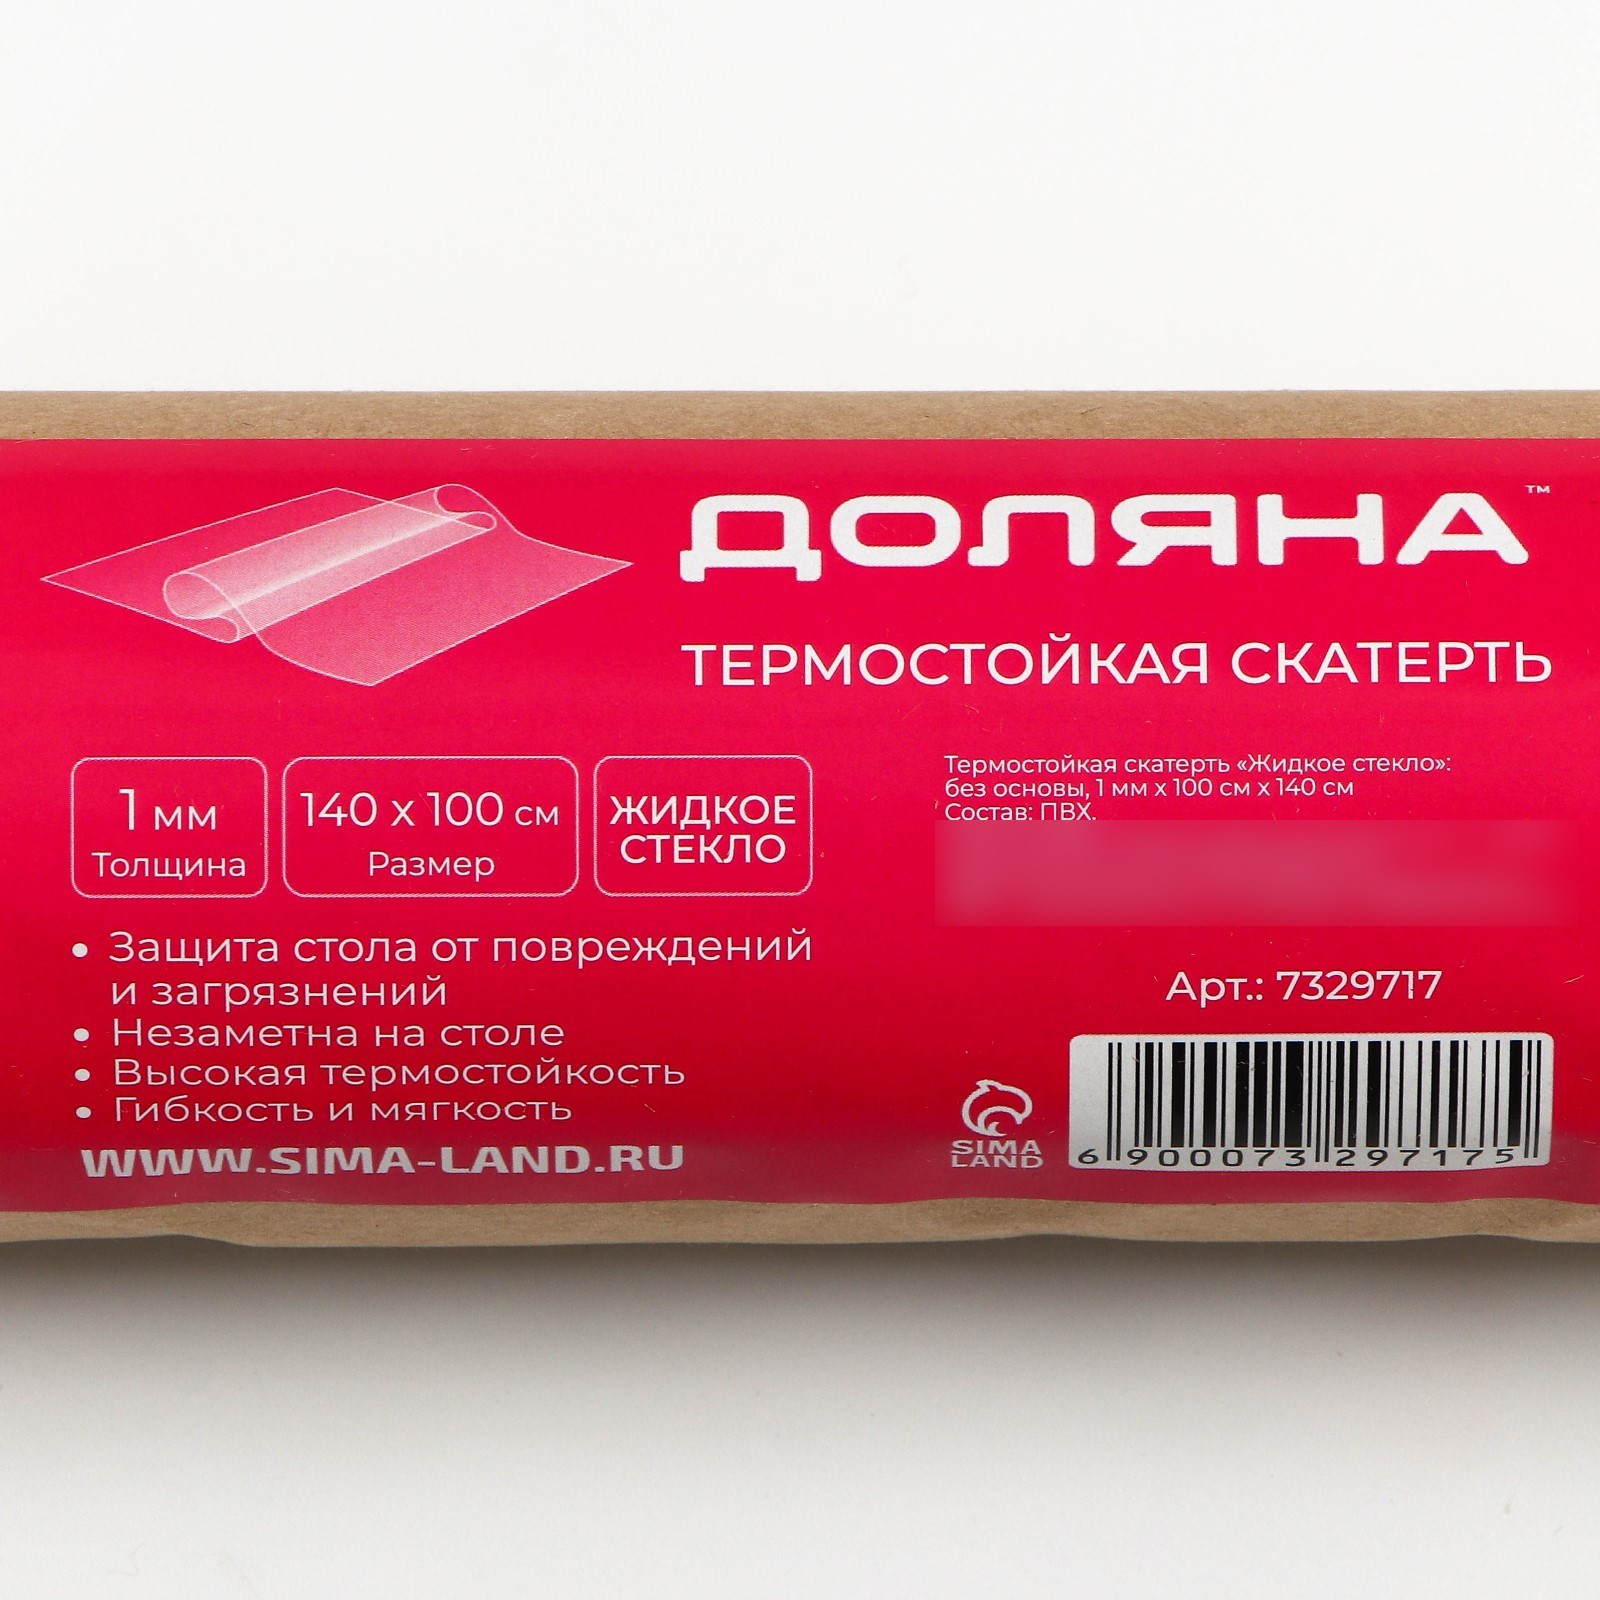 ДОЛЯНА™
ТЕРМОСТОЙКАЯ СКАТЕРТЬ
1 мм
Толщина
140 х 100 см
Размер
ЖИДКОЕ
СТЕКЛО
• Защита стола от повреждений
и загрязнений
• Незаметна на столе
• Высокая термостойкость
• Гибкость и мягкость
WWW.SIMA-LAND.RU
Термостойкая скатерть «Жидкое стекло»:
без основы, 1 мм х 100 см х 140 см
Состав: ПВХ.
Арт.: 7329717
SIMA
LAND
6 900073 297175